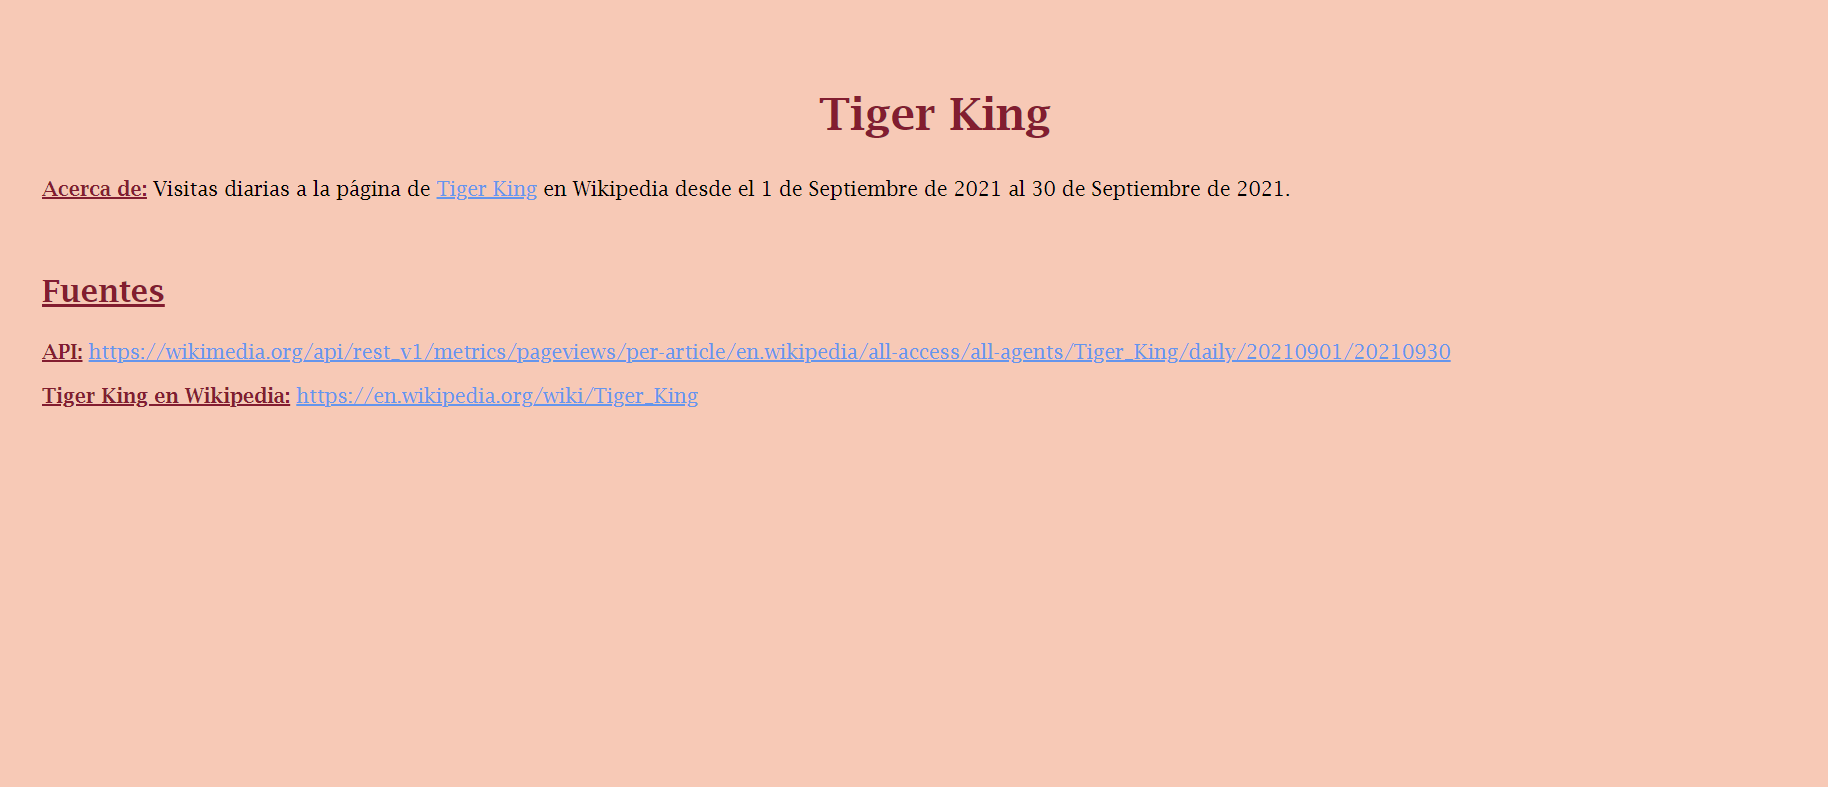 Tiger King
Acerca de: Visitas diarias a la página de Tiger King en Wikipedia desde el 1 de Septiembre de 2021 al 30 de Septiembre de 2021.
Fuentes
API: https://wikimedia.org/api/rest_v1/metrics/pageviews/per-article/en.wikipedia/all-access/all-agents/Tiger_King/daily/20210901/20210930
Tiger King en Wikipedia: https://en.wikipedia.org/wiki/Tiger_King